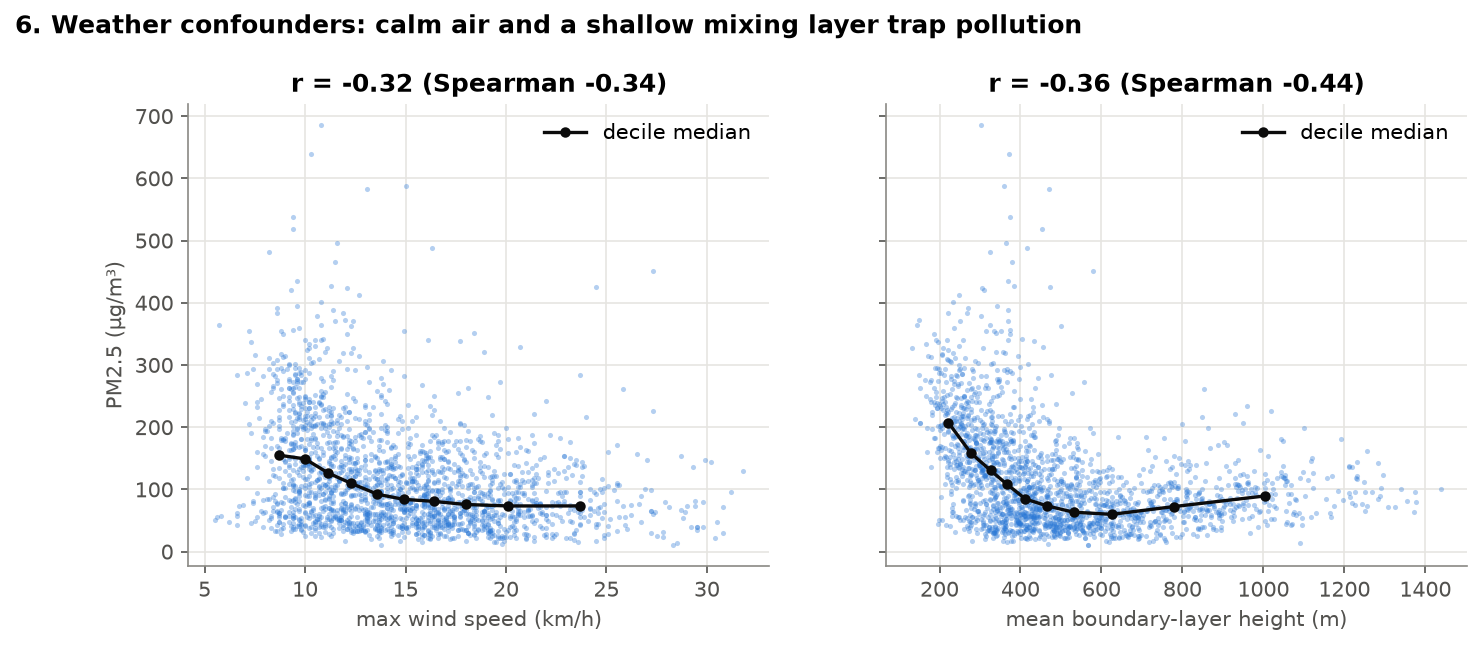 6. Weather confounders: calm air and a shallow mixing layer trap pollution
r = -0.32 (Spearman -0.34)
r = -0.36 (Spearman -0.44)
PM2.5 (µg/m³)
700
600
500
400
300
200
100
0
decile median
5 10 15 20 25 30
max wind speed (km/h)
decile median
200 400 600 800 1000 1200 1400
mean boundary-layer height (m)